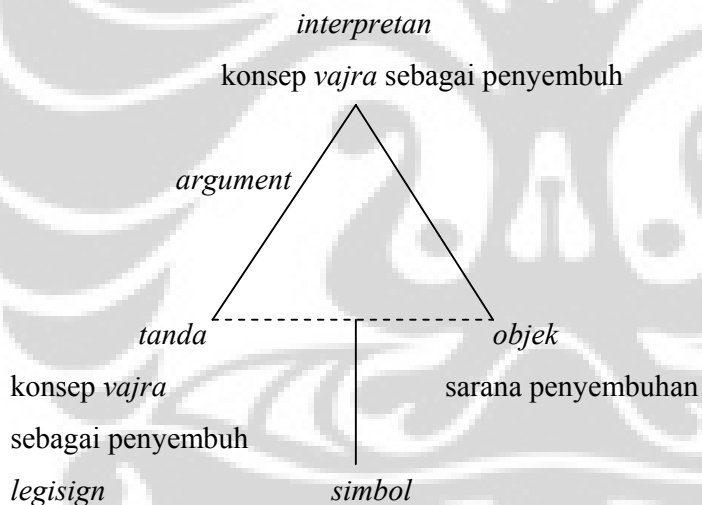 interpretan
konsep vajra sebagai penyembuh
argument
tanda
objek
konsep vajra
sarana penyembuhan
sebagai penyembuh
legisign
simbol